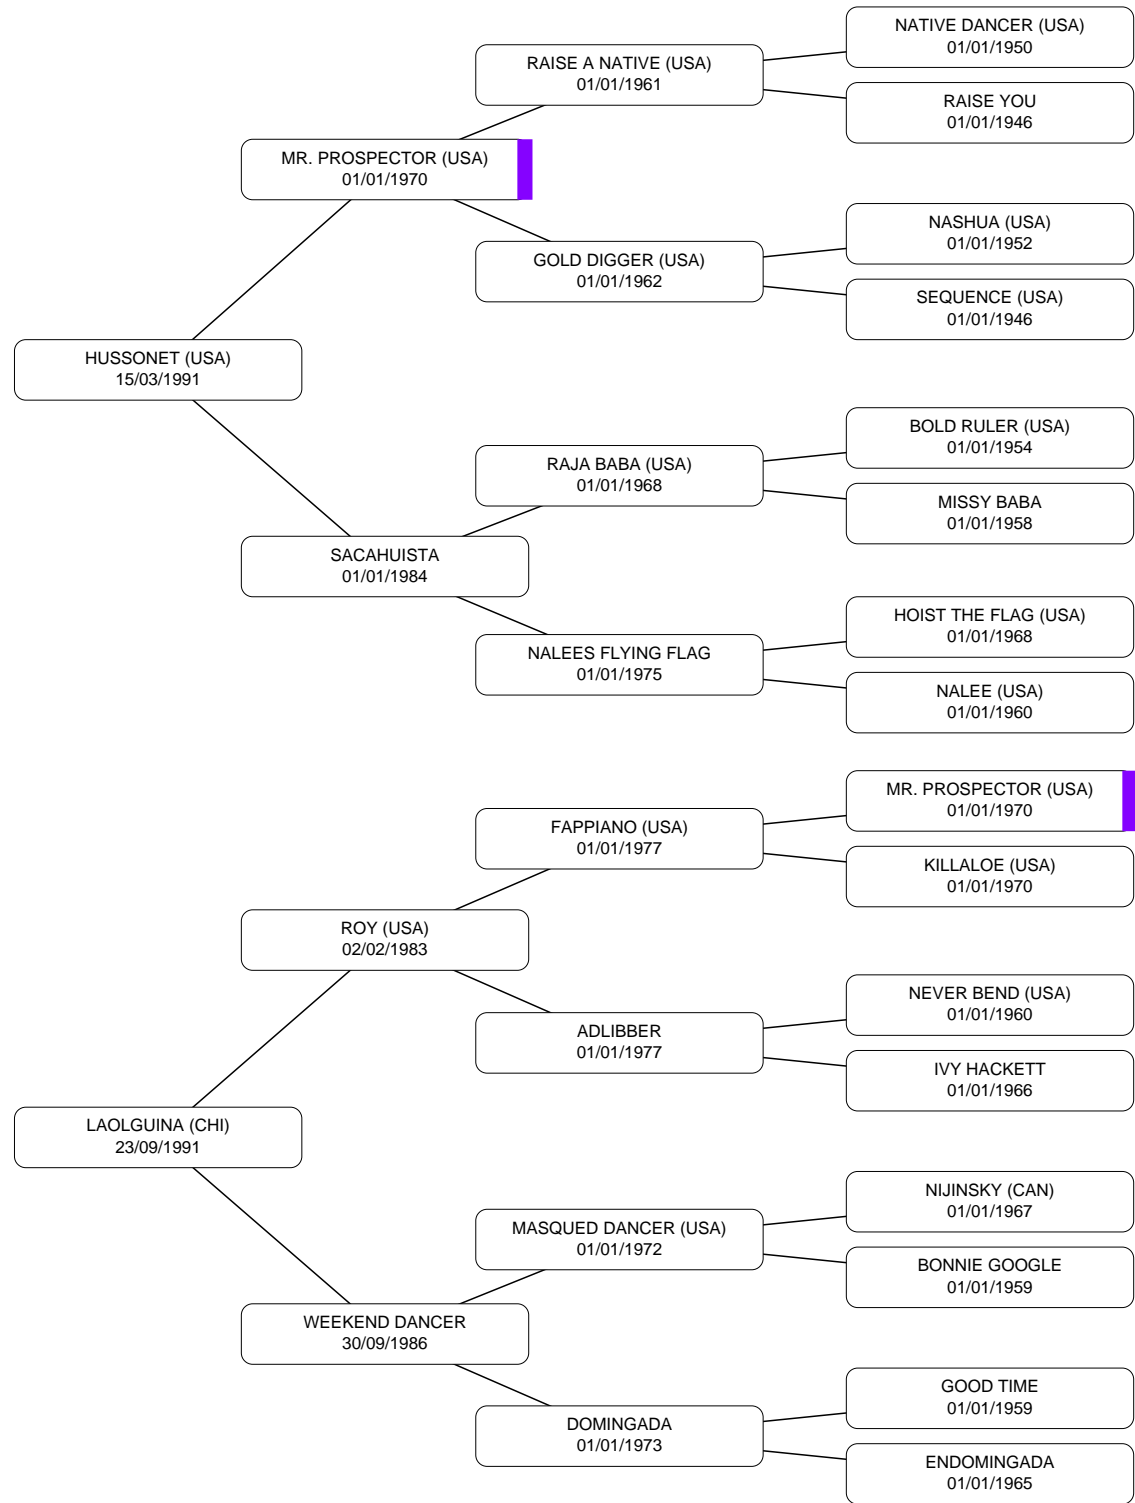 NATIVE DANCER (USA)
01/01/1950
RAISE A NATIVE (USA)
01/01/1961
RAISE YOU
01/01/1946
MR. PROSPECTOR (USA)
01/01/1970
NASHUA (USA)
01/01/1952
GOLD DIGGER (USA)
01/01/1962
SEQUENCE (USA)
01/01/1946
HUSSONET (USA)
15/03/1991
BOLD RULER (USA)
01/01/1954
RAJA BABA (USA)
01/01/1968
MISSY BABA
01/01/1958
SACAHUISTA
01/01/1984
HOIST THE FLAG (USA)
01/01/1968
NALEES FLYING FLAG
01/01/1975
NALEE (USA)
01/01/1960
MR. PROSPECTOR (USA)
01/01/1970
FAPPIANO (USA)
01/01/1977
KILLALOE (USA)
01/01/1970
ROY (USA)
02/02/1983
NEVER BEND (USA)
01/01/1960
ADLIBBER
01/01/1977
IVY HACKETT
01/01/1966
LAOLGUINA (CHI)
23/09/1991
NIJINSKY (CAN)
01/01/1967
MASQUED DANCER (USA)
01/01/1972
BONNIE GOOGLE
01/01/1959
WEEKEND DANCER
30/09/1986
GOOD TIME
01/01/1959
DOMINGADA
01/01/1973
ENDOMINGADA
01/01/1965